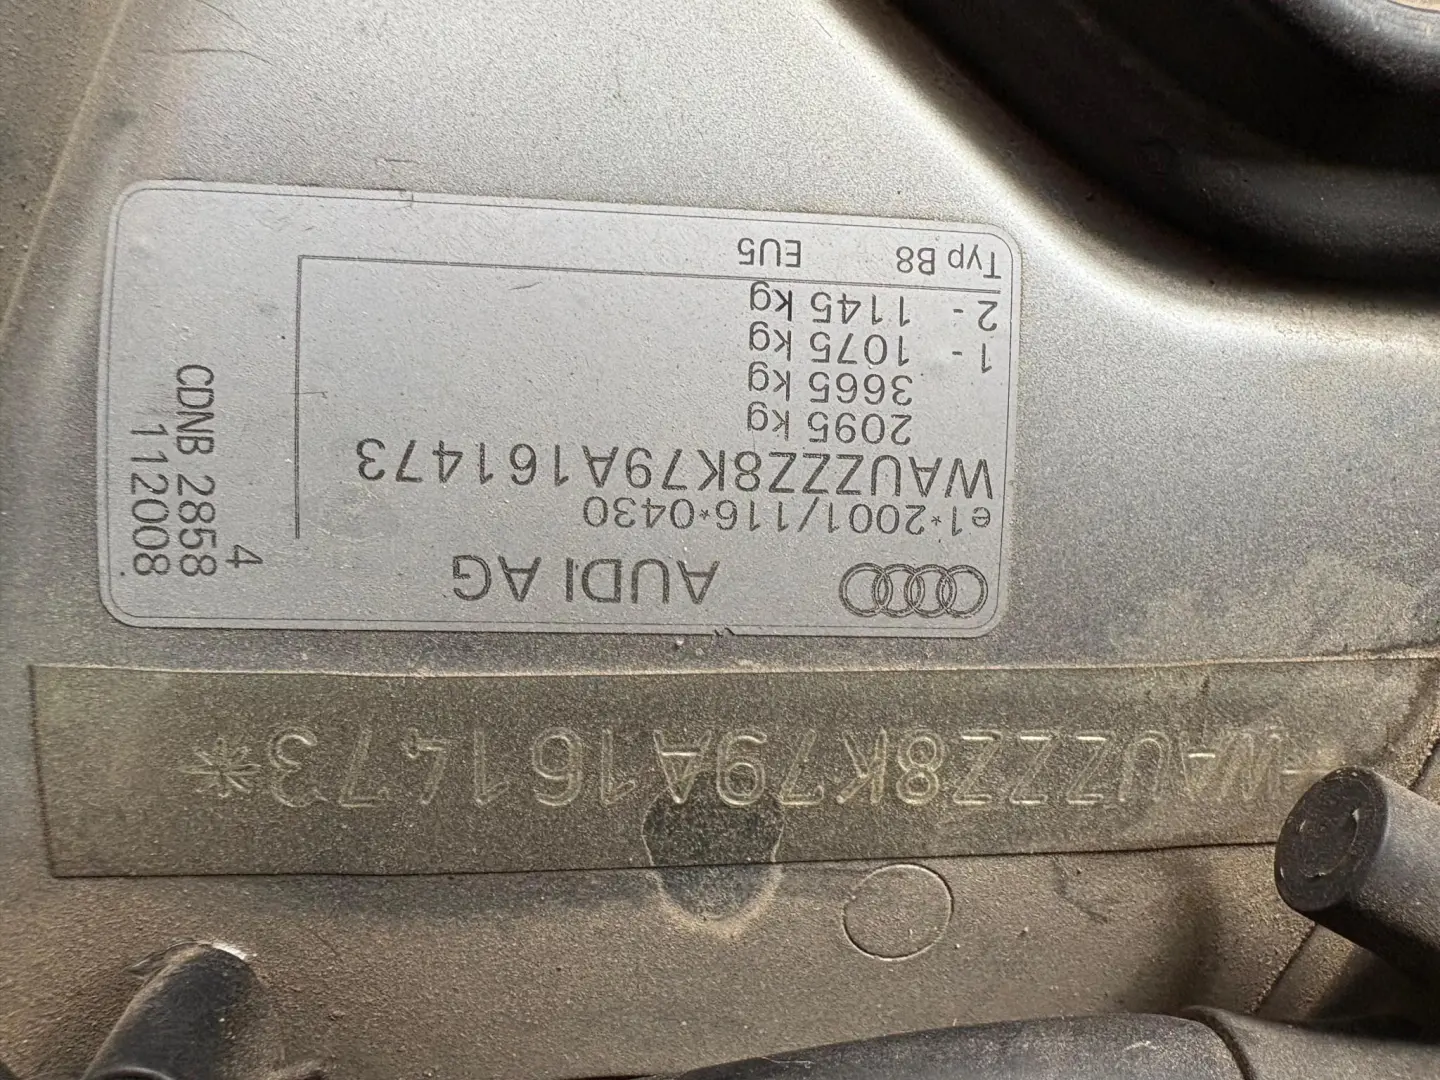 AUDI AG
e1*2001/116*0430
WAUZZZ8K79A161473
2095 kg
3665 kg
1 - 1075 kg
2 - 1145 kg
Typ B8 EU5
4
CDNB 2858
112008
*WAUZZZ8K79A161473*